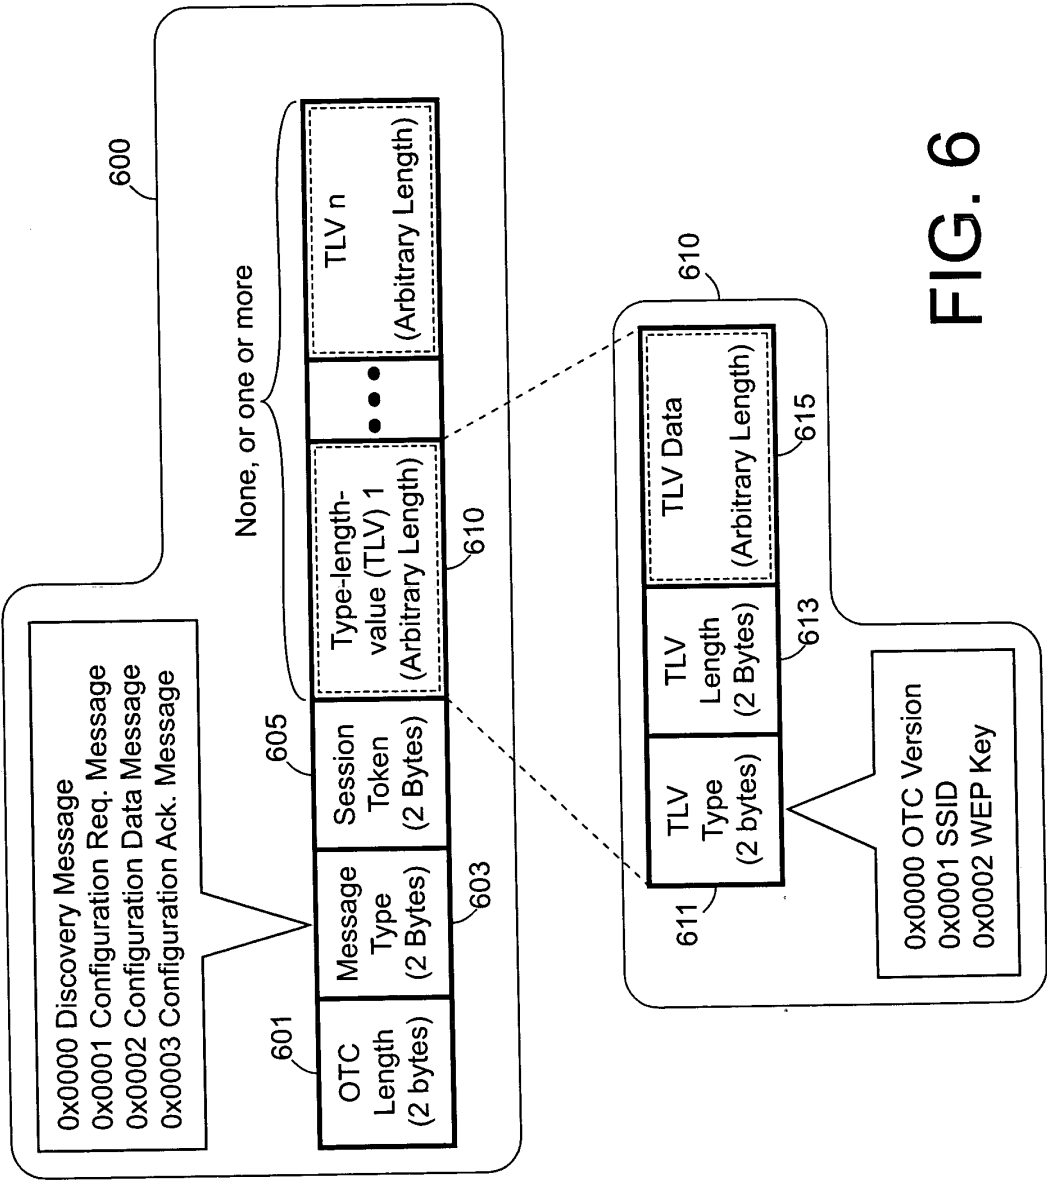 600
0x0000 Discovery Message
0x0001 Configuration Req. Message
0x0002 Configuration Data Message
0x0003 Configuration Ack. Message
None, or one or more
601
605
OTC
Length
(2 bytes)
Message
Type
(2 Bytes)
603
Session
Token
(2 Bytes)
Type-length-
value (TLV) 1
(Arbitrary Length)
610
•••
TLV n
(Arbitrary Length)
610
TLV
Type
(2 bytes)
611
TLV
Length
(2 Bytes)
613
TLV Data
(Arbitrary Length)
615
0x0000 OTC Version
0x0001 SSID
0x0002 WEP Key
FIG. 6